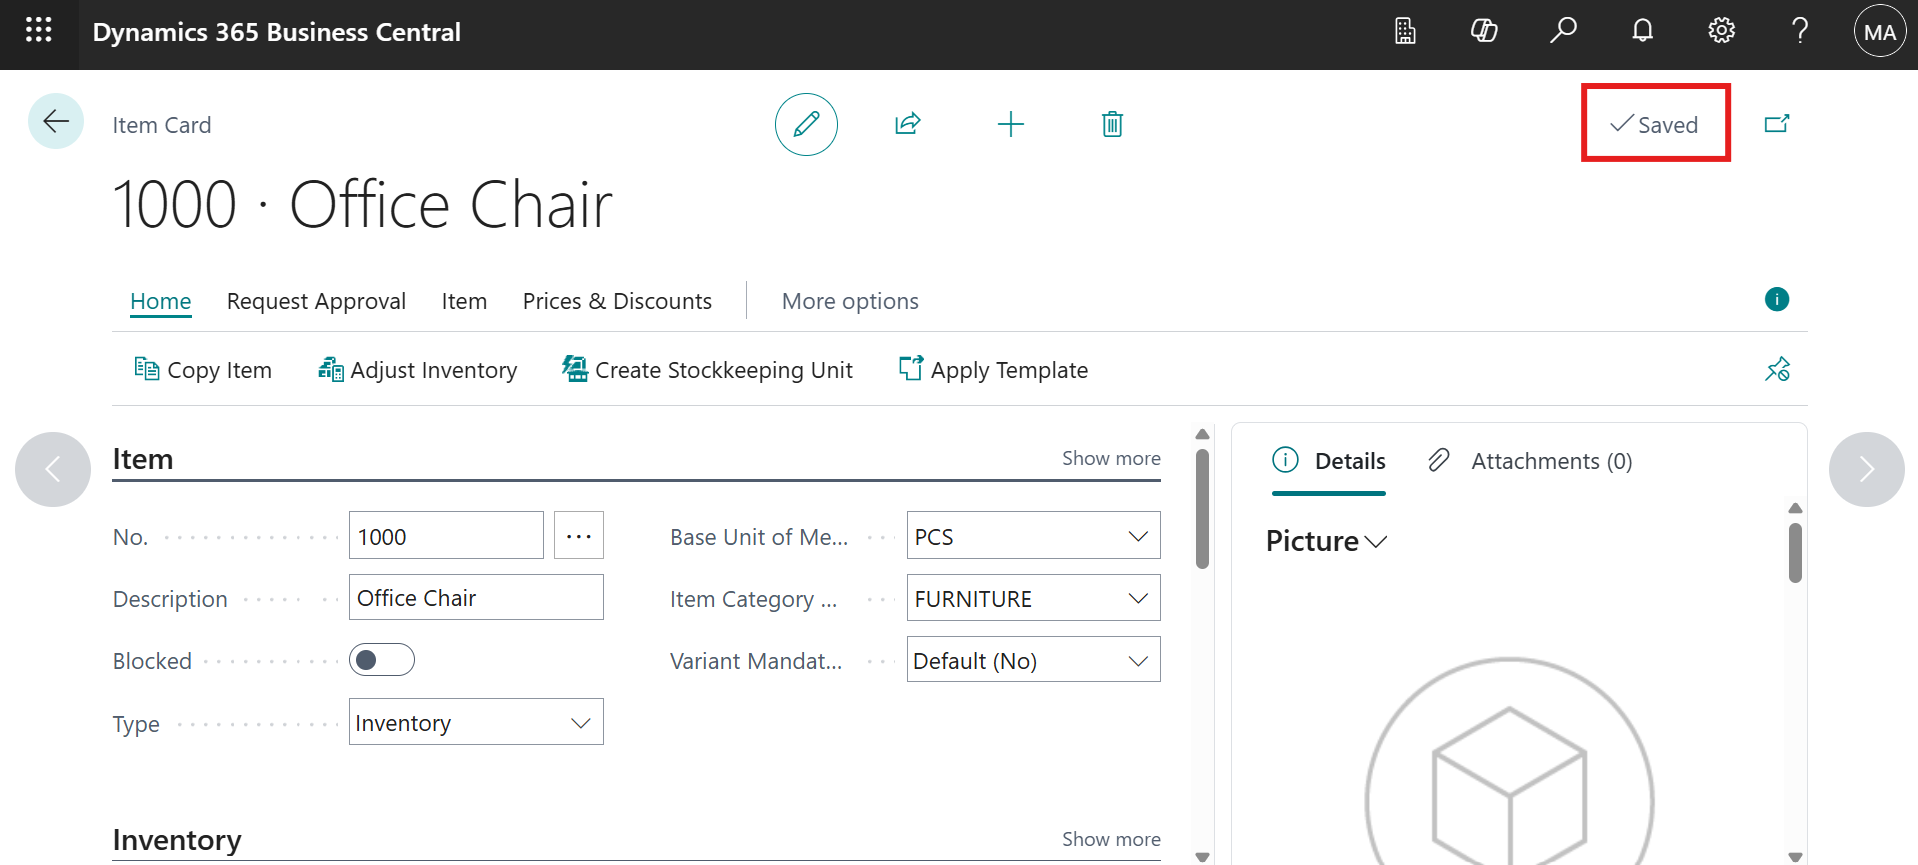 Dynamics 365 Business Central
MA
Item Card
Saved
1000 · Office Chair
Home
Request Approval
Item
Prices & Discounts
More options
Copy Item
Adjust Inventory
Create Stockkeeping Unit
Apply Template
Item
Show more
No.
1000
Description
Office Chair
Blocked
Type
Inventory
Base Unit of Me...
PCS
Item Category ...
FURNITURE
Variant Mandat...
Default (No)
Inventory
Show more
Details
Attachments (0)
Picture